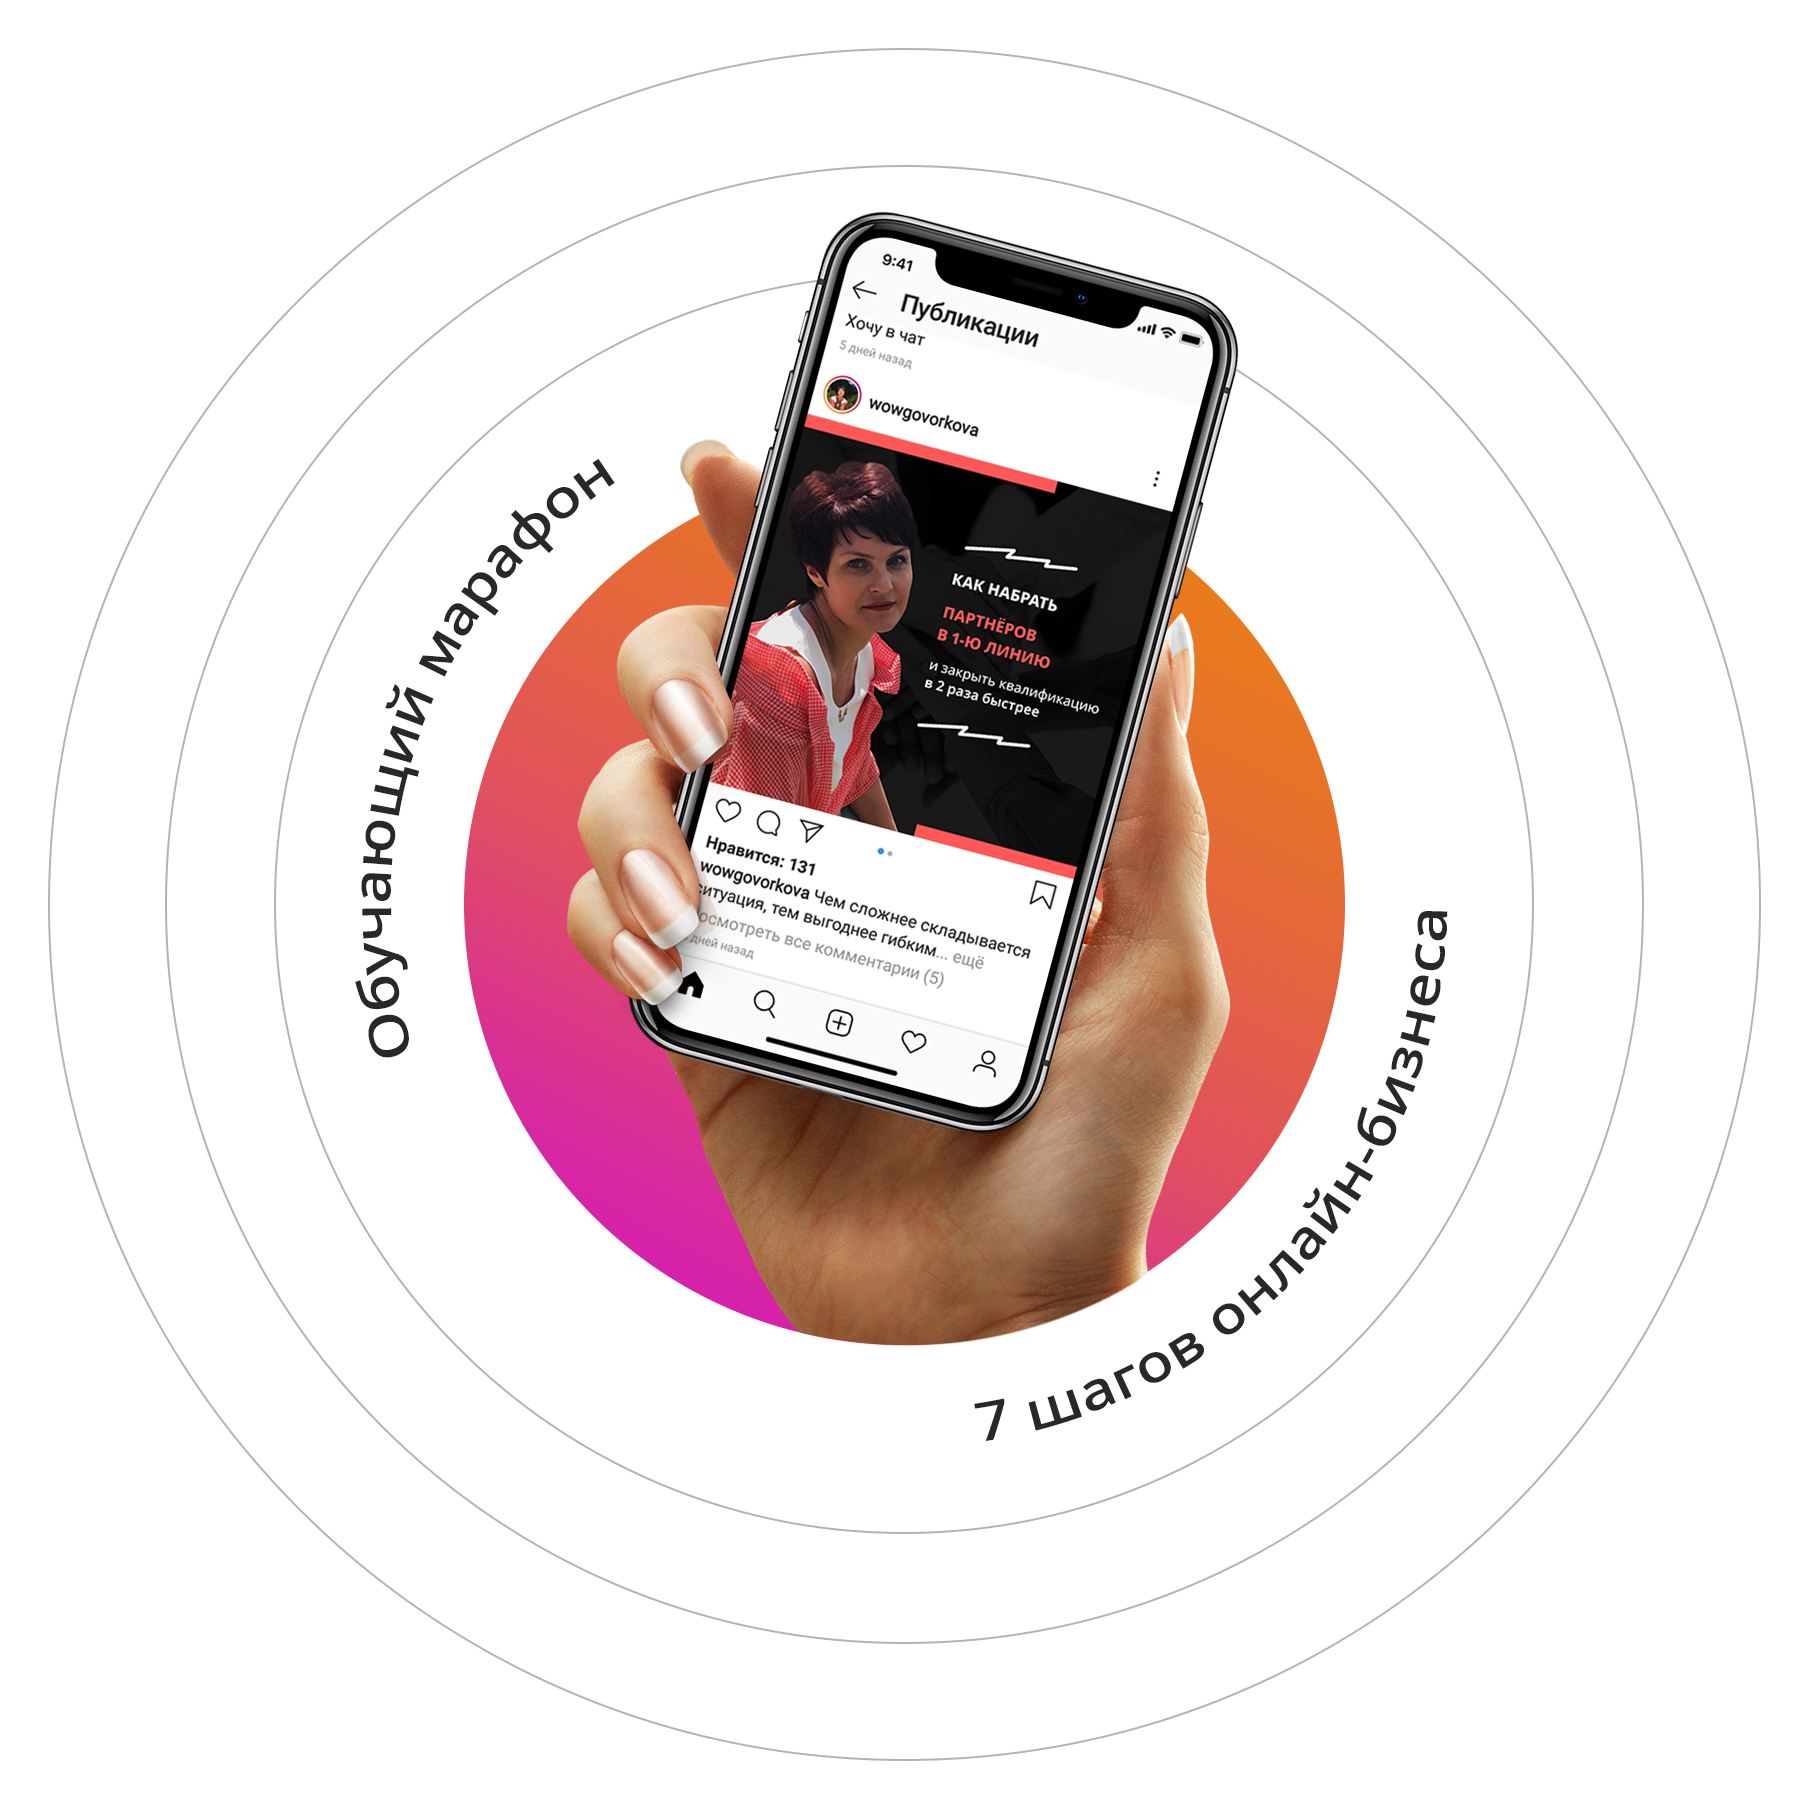 Обучающий марафон
9:41
Публикации
Хочу в чат
5 дней назад
wowgovorkova
КАК НАБРАТЬ
ПАРТНЁРОВ
В 1-Ю ЛИНИЮ
и закрыть квалификацию
в 2 раза быстрее
Нравится: 131
wowgovorkova Чем сложнее складывается
ситуация, тем выгоднее гибким... ещё
осмотреть все комментарии (5)
дней назад
7 шагов онлайн-бизнеса